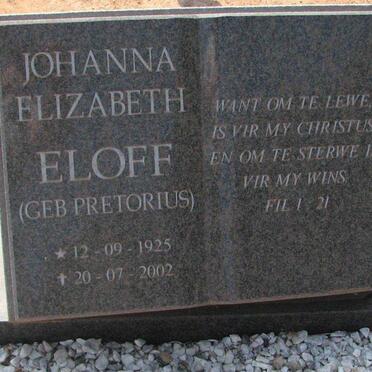 JOHANNA
ELIZABETH
ELOFF
(GEB PRETORIUS)
★ 12 - 09 - 1925
✝ 20 - 07 - 2002
WANT OM TE LEWE,
IS VIR MY CHRISTUS
EN OM TE STERWE I
VIR MY WINS
FIL 1 21